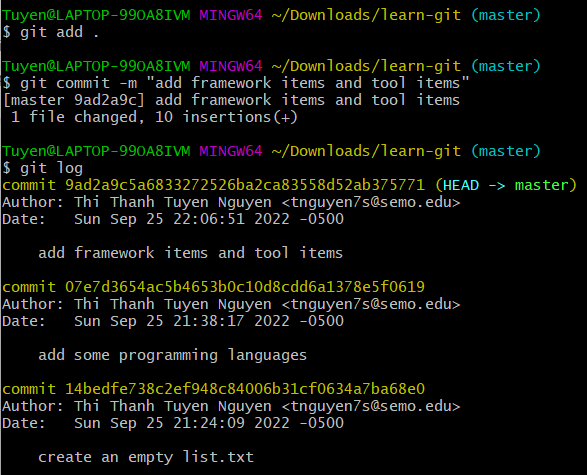 Tuyen@LAPTOP-99OA8IVM MINGW64 ~/Downloads/learn-git (master)
$ git add .
Tuyen@LAPTOP-99OA8IVM MINGW64 ~/Downloads/learn-git (master)
$ git commit -m "add framework items and tool items"
[master 9ad2a9c] add framework items and tool items
 1 file changed, 10 insertions(+)
Tuyen@LAPTOP-99OA8IVM MINGW64 ~/Downloads/learn-git (master)
$ git log
commit 9ad2a9c5a6833272526ba2ca83558d52ab375771 (HEAD -> master)
Author: Thi Thanh Tuyen Nguyen <tnguyen7s@semo.edu>
Date:   Sun Sep 25 22:06:51 2022 -0500
    add framework items and tool items
commit 07e7d3654ac5b4653b0c10d8cdd6a1378e5f0619
Author: Thi Thanh Tuyen Nguyen <tnguyen7s@semo.edu>
Date:   Sun Sep 25 21:38:17 2022 -0500
    add some programming languages
commit 14bedfe738c2ef948c84006b31cf0634a7ba68e0
Author: Thi Thanh Tuyen Nguyen <tnguyen7s@semo.edu>
Date:   Sun Sep 25 21:24:09 2022 -0500
    create an empty list.txt